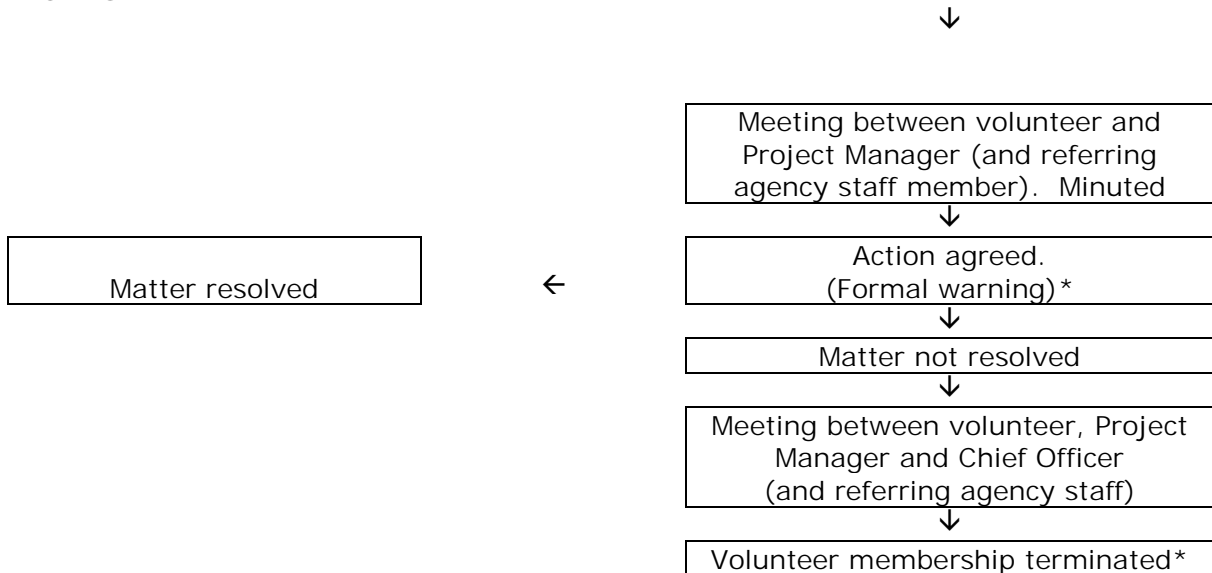 Meeting between volunteer and
Project Manager (and referring
agency staff member).  Minuted
Action agreed.
Matter resolved
(Formal warning)*
Matter not resolved
Meeting between volunteer, Project
Manager and Chief Officer
(and referring agency staff)
Volunteer membership terminated*